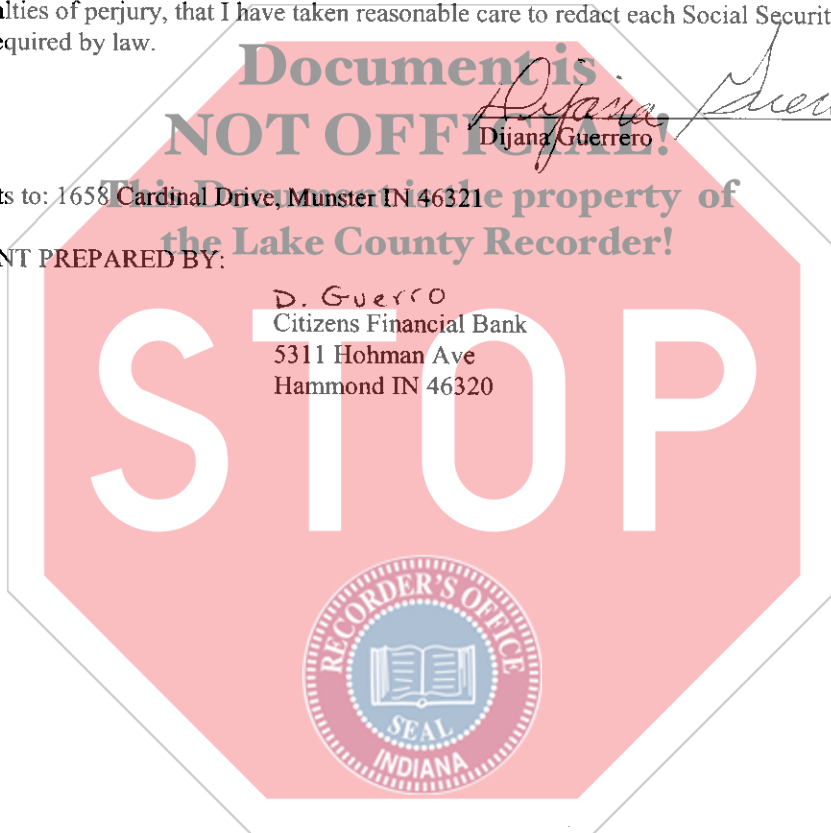 alties of perjury, that I have taken reasonable care to redact each Social Securit
equired by law.
Document is
NOT OFFICIAL!
Dijana Guerrero
This Document is the property of
ts to: 1658 Cardinal Drive, Munster IN 46321
the Lake County Recorder!
NT PREPARED BY:
D. Guerro
Citizens Financial Bank
5311 Hohman Ave
Hammond IN 46320
STOP
RECORDER'S OFFICE
SEAL
INDIANA